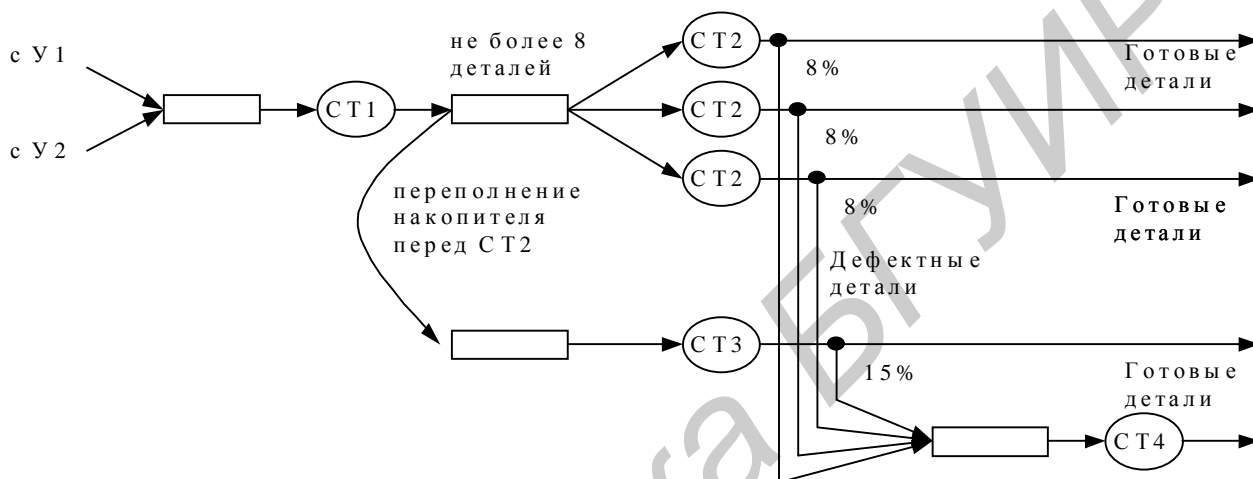 с У1
с У2
СТ1
не более 8
деталей
СТ2
8%
Готовые
детали
СТ2
8%
СТ2
8%
Готовые
детали
переполнение
накопителя
перед СТ2
Дефектные
детали
СТ3
15%
Готовые
детали
СТ4